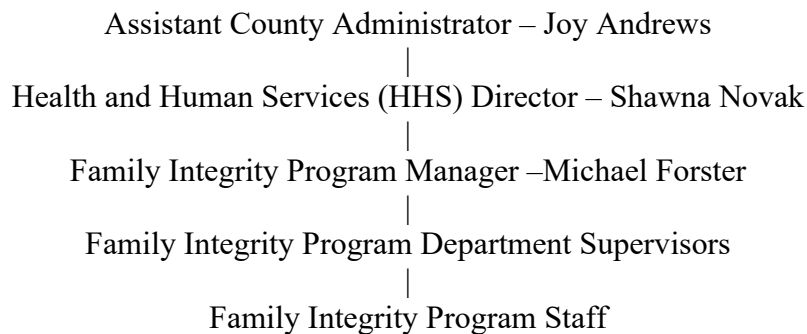 Assistant County Administrator – Joy Andrews
|
Health and Human Services (HHS) Director – Shawna Novak
|
Family Integrity Program Manager –Michael Forster
|
Family Integrity Program Department Supervisors
|
Family Integrity Program Staff